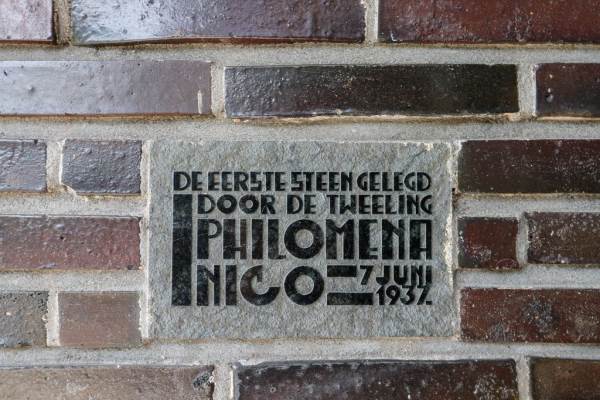 DE EERSTE STEEN GELEGD
DOOR DE TWEELING
PHILOMENA
NICO = 7 JUNI
1937.